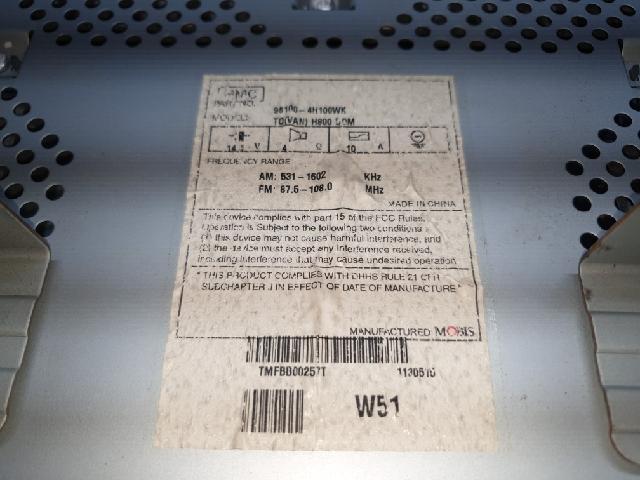 HMC
PART NO. 96100-4H100WK
MODEL TQ(VAN) H800 DOM
14.4 V 4 Ω 10 A
FREQUENCY RANGE
AM: 531-1602 KHz
FM: 87.5-108.0 MHz
MADE IN CHINA
This device complies with part 15 of the FCC Rules.
Operation is Subject to the following two conditions
(1) this device may not cause harmful interference, and
(2) the device must accept any Interference received,
including interference that may cause undesired operation
"THIS PRODUCT COMPLIES WITH DHHS RULE 21 CFR
SUBCHAPTER J IN EFFECT OF DATE OF MANUFACTURE"
MANUFACTURED MOBIS
TMFBD00257T
W51